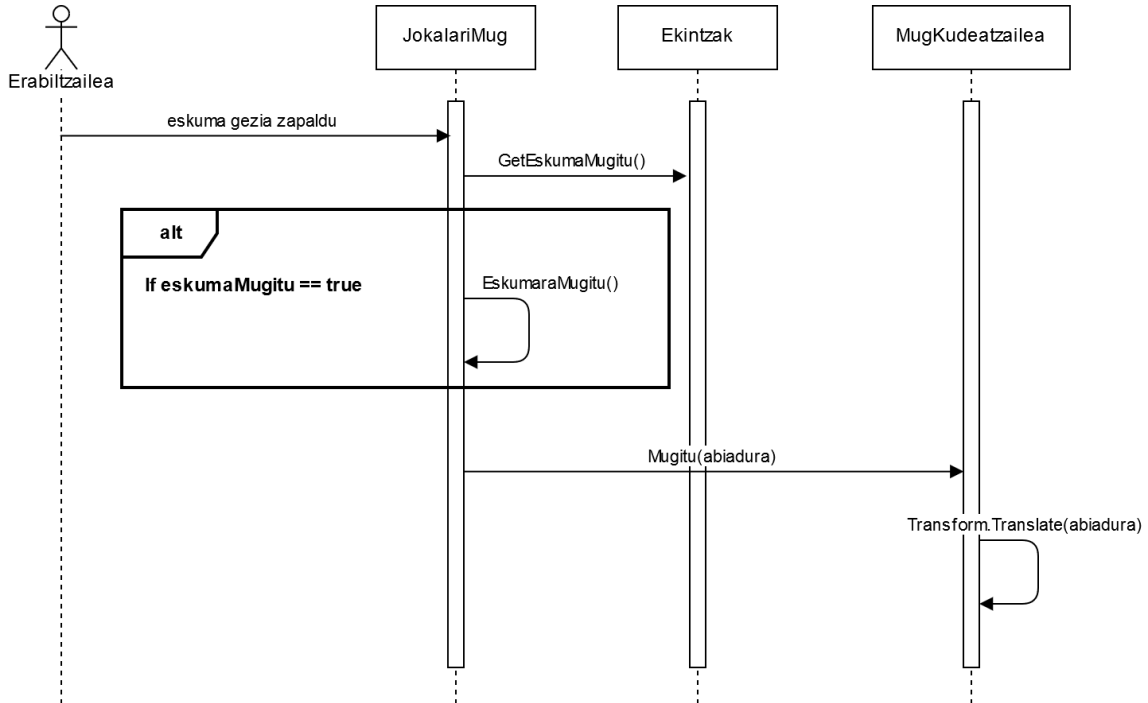 Erabiltzailea
JokalariMug
Ekintzak
MugKudeatzailea
eskuma gezia zapaldu
GetEskumaMugitu()
alt
If eskumaMugitu == true
EskumaraMugitu()
Mugitu(abiadura)
Transform.Translate(abiadura)